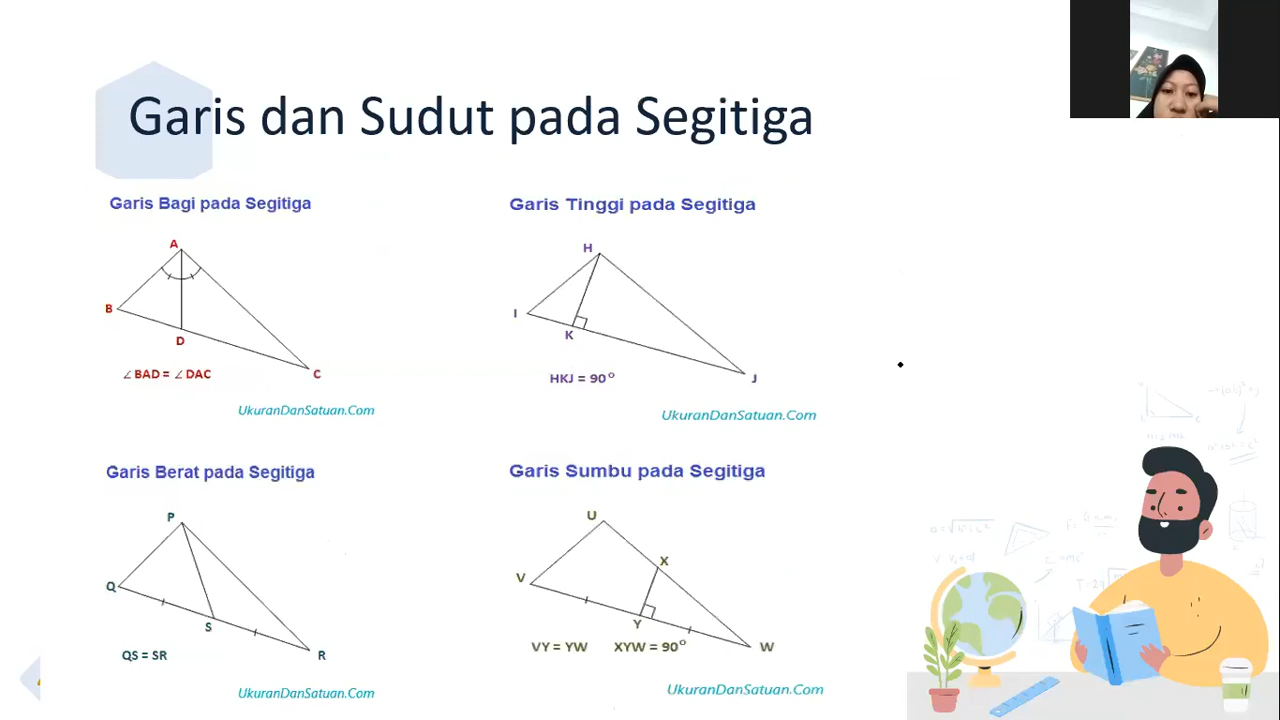 Garis dan Sudut pada Segitiga
Garis Bagi pada Segitiga
A
B
D
C
∠BAD = ∠DAC
UkuranDanSatuan.Com
Garis Tinggi pada Segitiga
H
I
K
J
HKJ = 90°
UkuranDanSatuan.Com
Garis Berat pada Segitiga
P
Q
S
R
QS = SR
UkuranDanSatuan.Com
Garis Sumbu pada Segitiga
U
X
V
Y
W
VY = YW XYW = 90°
UkuranDanSatuan.Com